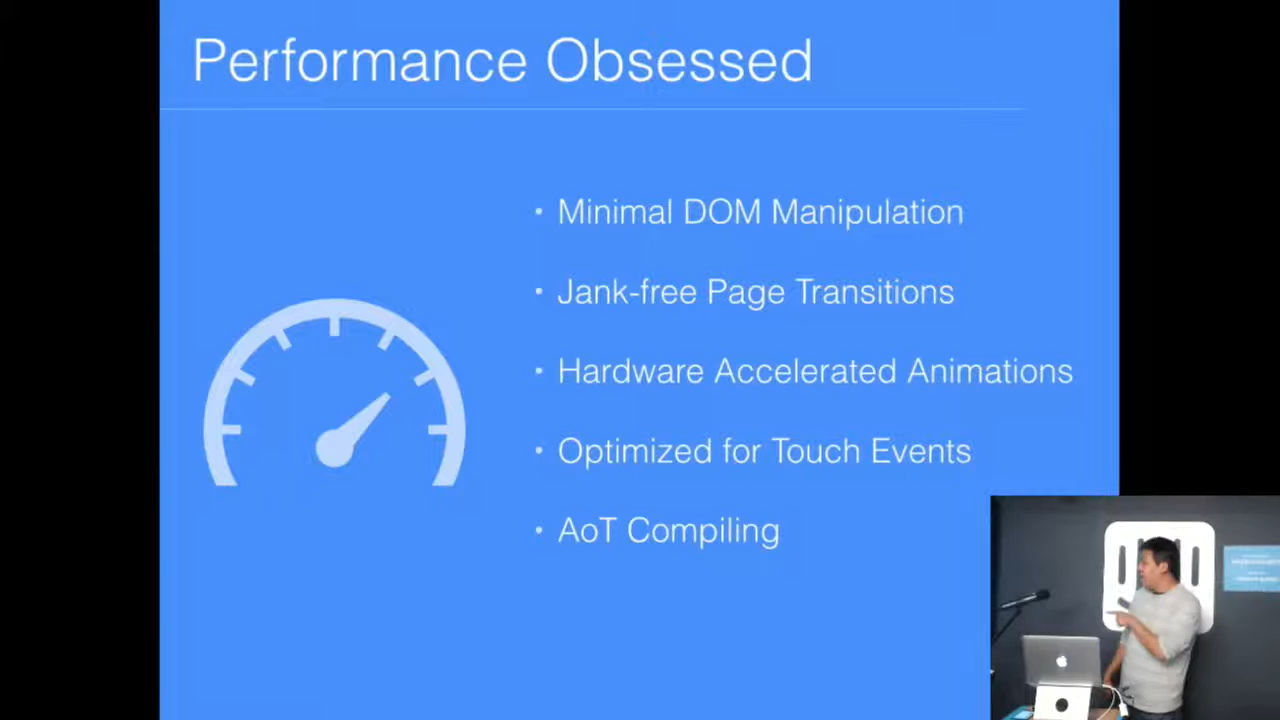 Performance Obsessed
• Minimal DOM Manipulation
• Jank-free Page Transitions
• Hardware Accelerated Animations
• Optimized for Touch Events
• AoT Compiling